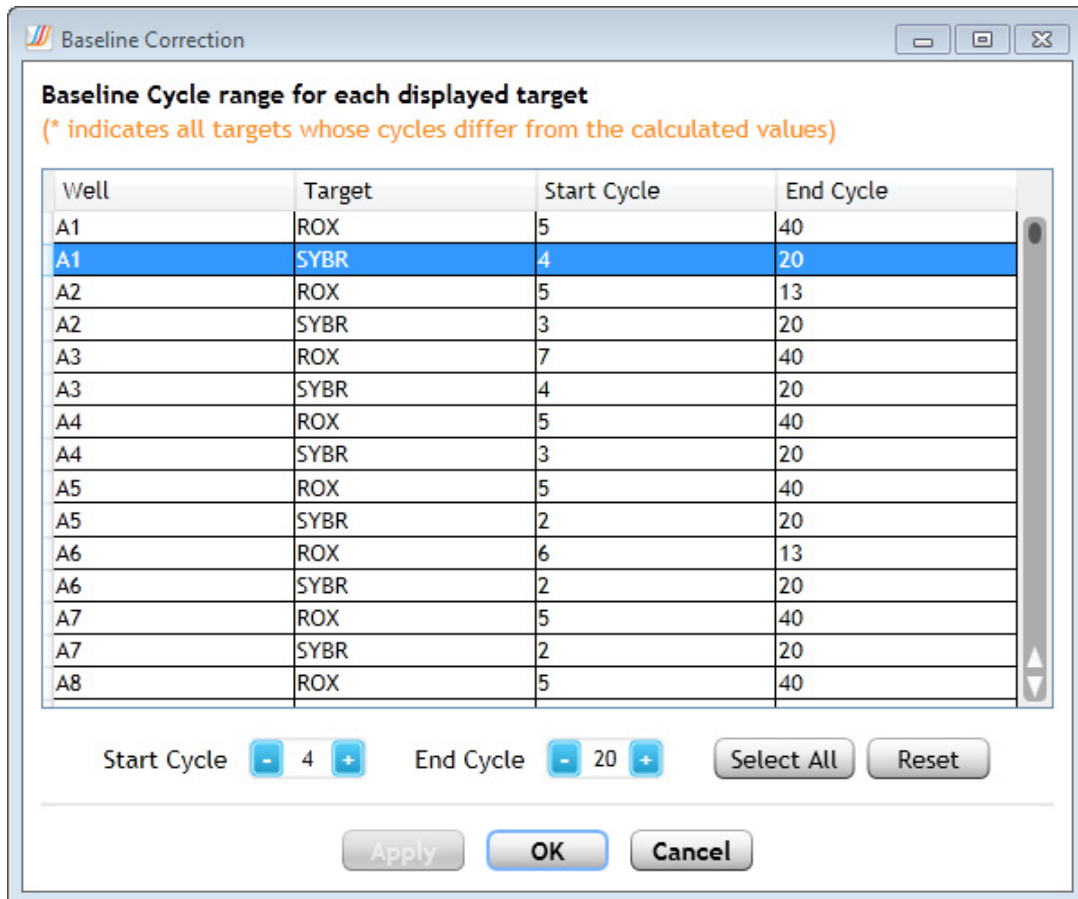 Baseline Correction
Baseline Cycle range for each displayed target
(* indicates all targets whose cycles differ from the calculated values)
Well Target Start Cycle End Cycle
A1 ROX 5 40
A1 SYBR 4 20
A2 ROX 5 13
A2 SYBR 3 20
A3 ROX 7 40
A3 SYBR 4 20
A4 ROX 5 40
A4 SYBR 3 20
A5 ROX 5 40
A5 SYBR 2 20
A6 ROX 6 13
A6 SYBR 2 20
A7 ROX 5 40
A7 SYBR 2 20
A8 ROX 5 40
Start Cycle - 4 + End Cycle - 20 + Select All Reset
Apply OK Cancel